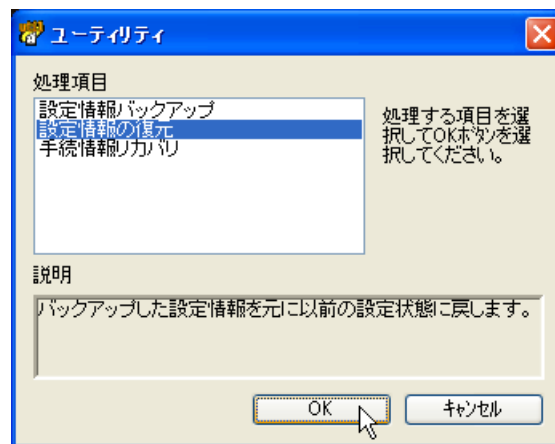 ユーティリティ
処理項目
設定情報バックアップ
設定情報の復元
手続情報リカバリ
処理する項目を選
択してOKﾎﾞﾀﾝを選
択してください。
説明
バックアップした設定情報を元に以前の設定状態に戻します。
OK
ｷｬﾝｾﾙ